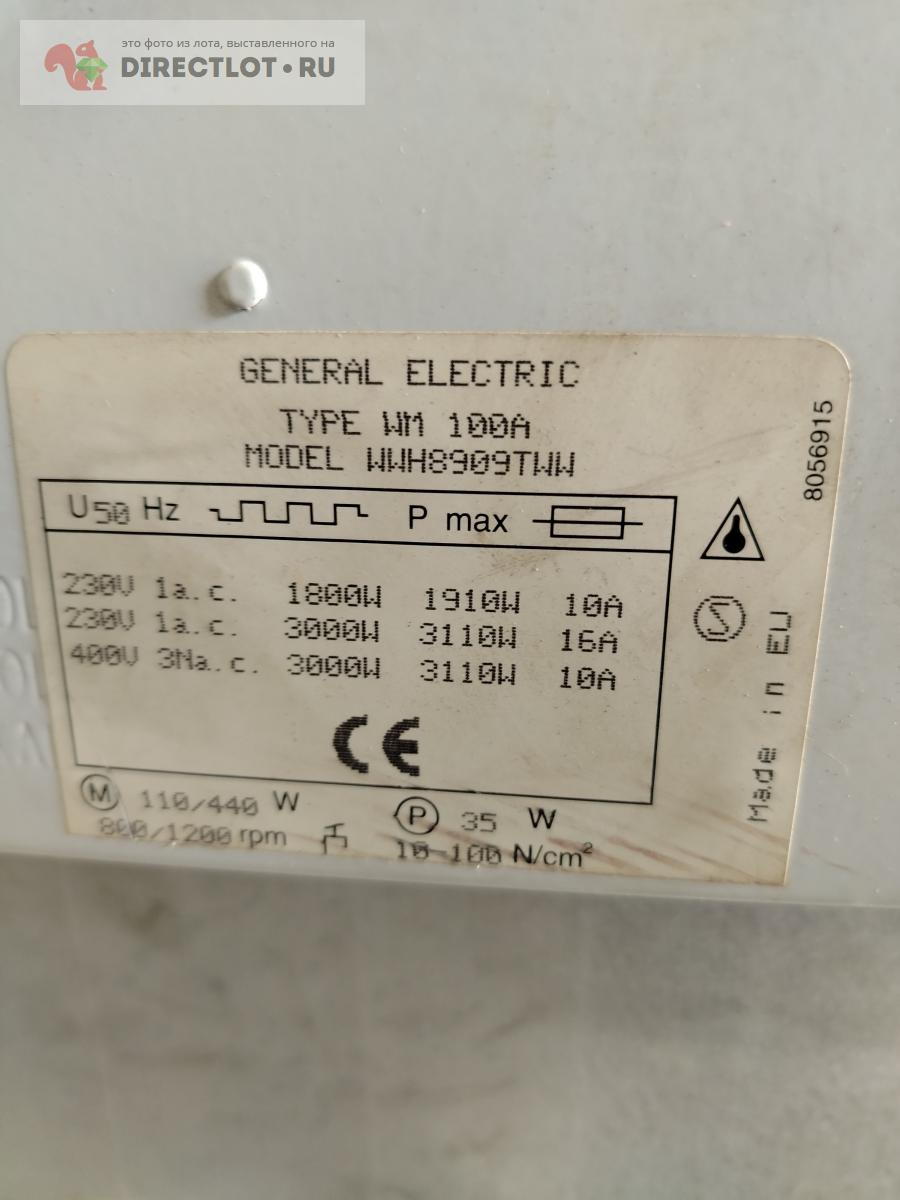 это фото из лота, выставленного на
DIRECTLOT•RU
GENERAL ELECTRIC
TYPE WM 100A
MODEL WWH8909TWW
8056915
U50 Hz P max
230V 1a.c. 1800W 1910W 10A
230V 1a.c. 3000W 3110W 16A
400V 3Na.c. 3000W 3110W 10A
CE
S
Made in EU
M 110/440 W P 35 W
800/1200 rpm 10-100 N/cm²